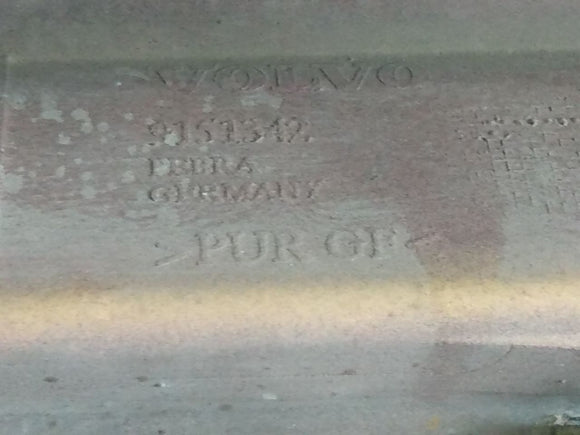 VOLVO
9151342
PEBRA
GERMANY
>PUR GF<